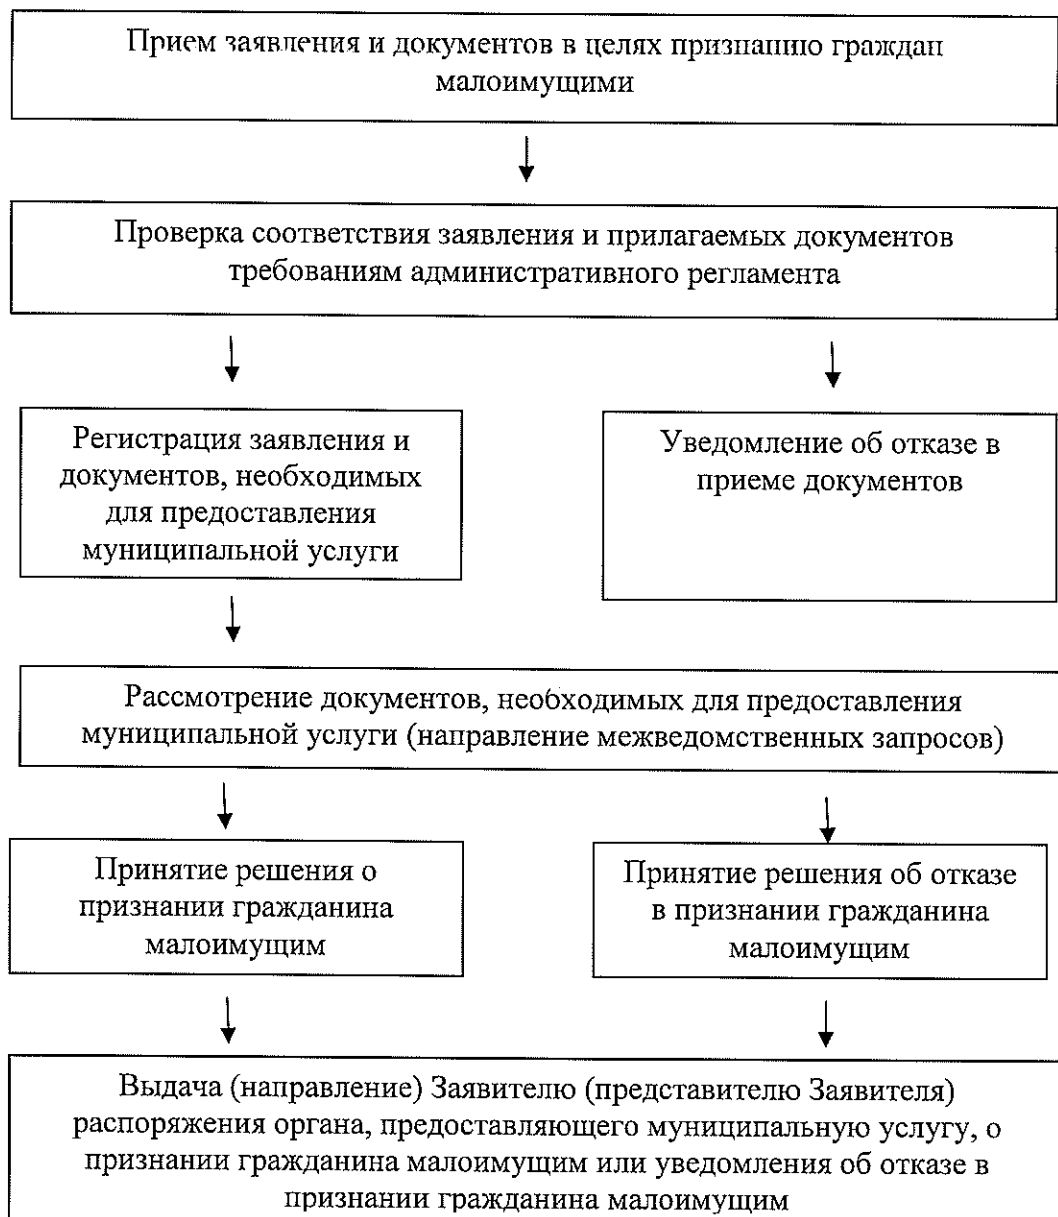 Прием заявления и документов в целях признанию граждан
малоимущими
Проверка соответствия заявления и прилагаемых документов
требованиям административного регламента
Регистрация заявления и
документов, необходимых
для предоставления
муниципальной услуги
Уведомление об отказе в
приеме документов
Рассмотрение документов, необходимых для предоставления
муниципальной услуги (направление межведомственных запросов)
Принятие решения о
признании гражданина
малоимущим
Принятие решения об отказе
в признании гражданина
малоимущим
Выдача (направление) Заявителю (представителю Заявителя)
распоряжения органа, предоставляющего муниципальную услугу, о
признании гражданина малоимущим или уведомления об отказе в
признании гражданина малоимущим